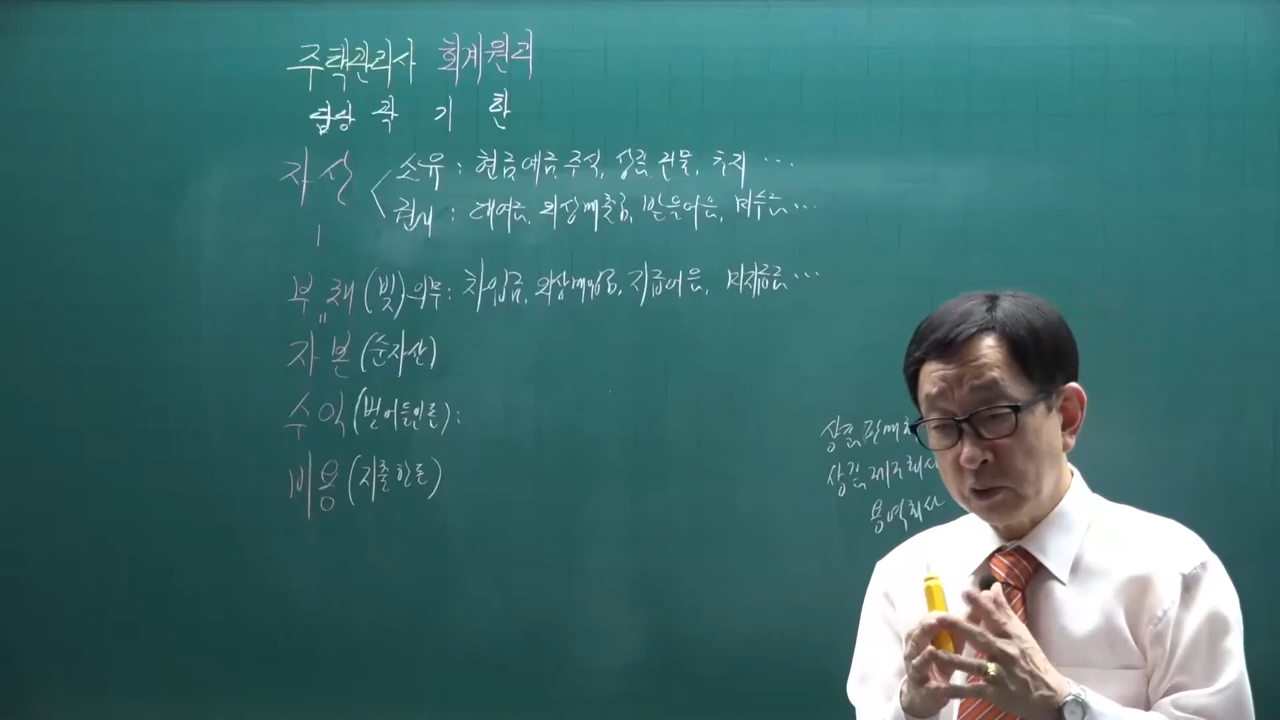 주택관리사 회계원리
협상 곽 기 환
자산 < 소유 : 현금, 예금, 주식, 상품, 건물, 토지 …
권리 : 대여금, 외상매출금, 받을어음, 미수금 …
부채 (빚) 의무 : 차입금, 외상매입금, 지급어음, 미지급금 …
자본 (순자산)
수익 (벌어들인 돈) :
비용 (지출한 돈)
상품판매
상품제조회사
용역회사